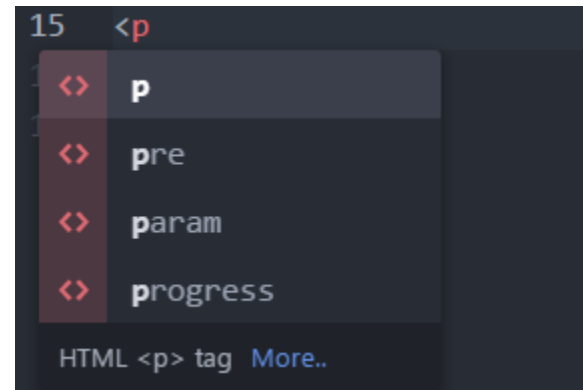 15 <p
p
pre
param
progress
HTML <p> tag More..